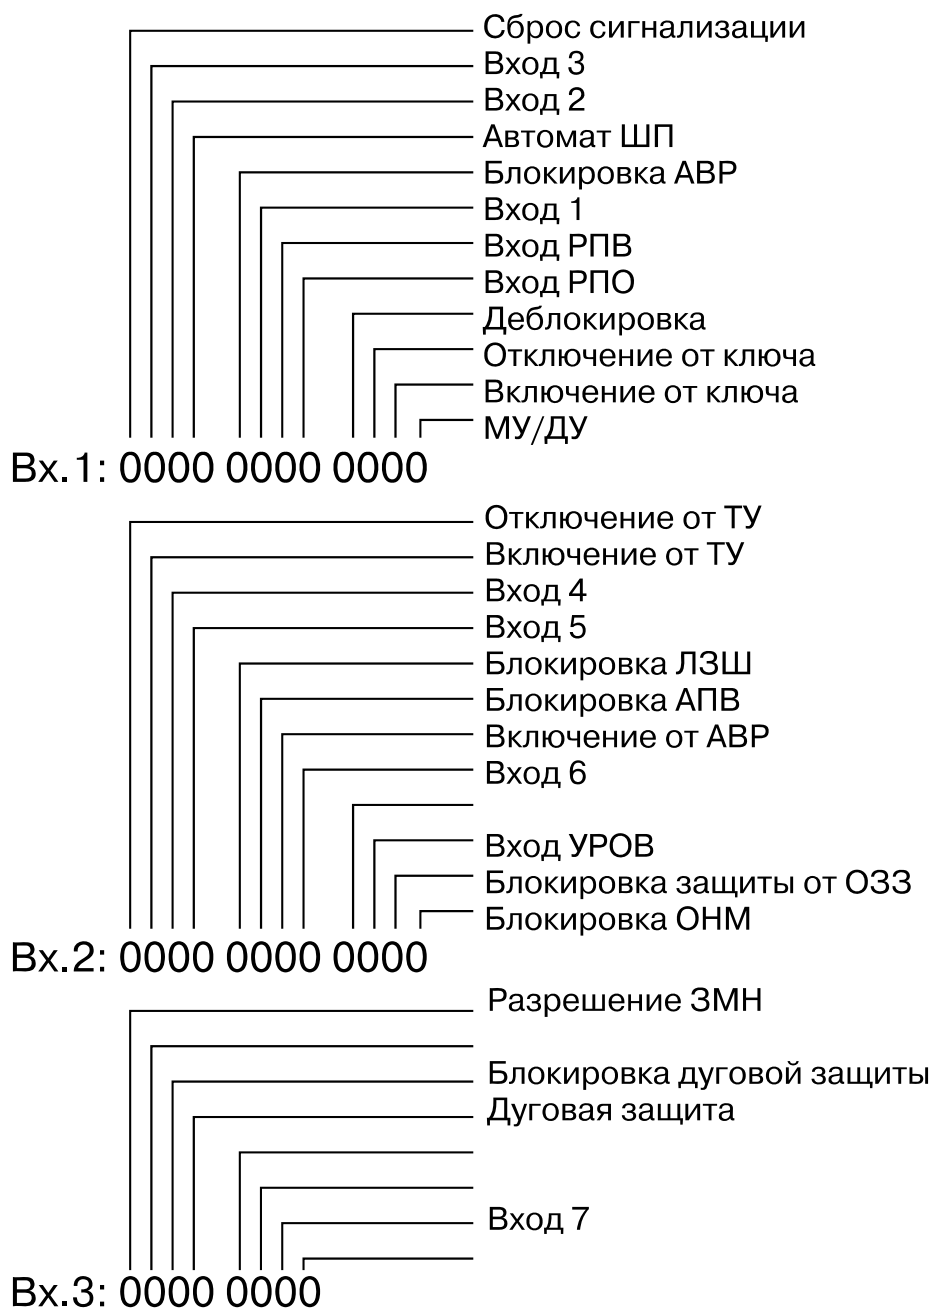 Сброс сигнализации
Вход 3
Вход 2
Автомат ШП
Блокировка АВР
Вход 1
Вход РПВ
Вход РПО
Деблокировка
Отключение от ключа
Включение от ключа
МУ/ДУ
Вх.1: 0000 0000 0000
Отключение от ТУ
Включение от ТУ
Вход 4
Вход 5
Блокировка ЛЗШ
Блокировка АПВ
Включение от АВР
Вход 6
Вход УРОВ
Блокировка защиты от ОЗЗ
Блокировка ОНМ
Вх.2: 0000 0000 0000
Разрешение ЗМН
Блокировка дуговой защиты
Дуговая защита
Вход 7
Вх.3: 0000 0000